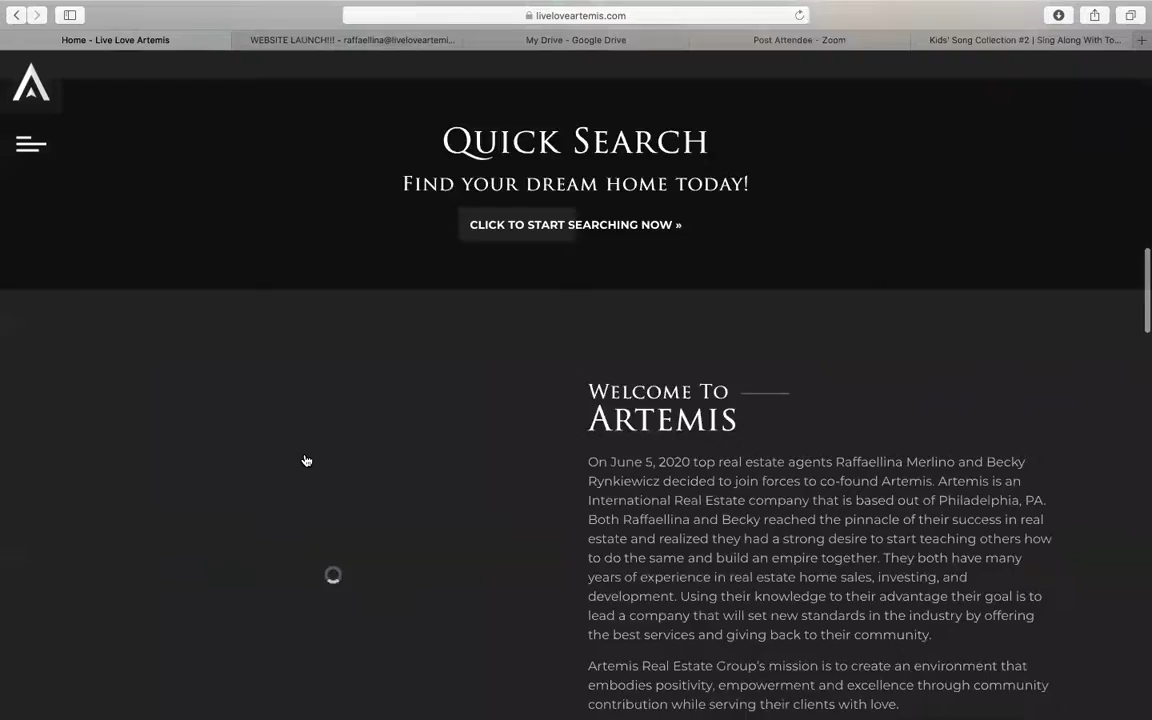 liveloveartemis.com
Home - Live Love Artemis
WEBSITE LAUNCH!!! - raffaellina@liveloveartemi...
My Drive - Google Drive
Post Attendee - Zoom
Kids' Song Collection #2 | Sing Along With To...
QUICK SEARCH
FIND YOUR DREAM HOME TODAY!
CLICK TO START SEARCHING NOW »
WELCOME TO
ARTEMIS
On June 5, 2020 top real estate agents Raffaellina Merlino and Becky
Rynkiewicz decided to join forces to co-found Artemis. Artemis is an
International Real Estate company that is based out of Philadelphia, PA.
Both Raffaellina and Becky reached the pinnacle of their success in real
estate and realized they had a strong desire to start teaching others how
to do the same and build an empire together. They both have many
years of experience in real estate home sales, investing, and
development. Using their knowledge to their advantage their goal is to
lead a company that will set new standards in the industry by offering
the best services and giving back to their community.
Artemis Real Estate Group's mission is to create an environment that
embodies positivity, empowerment and excellence through community
contribution while serving their clients with love.